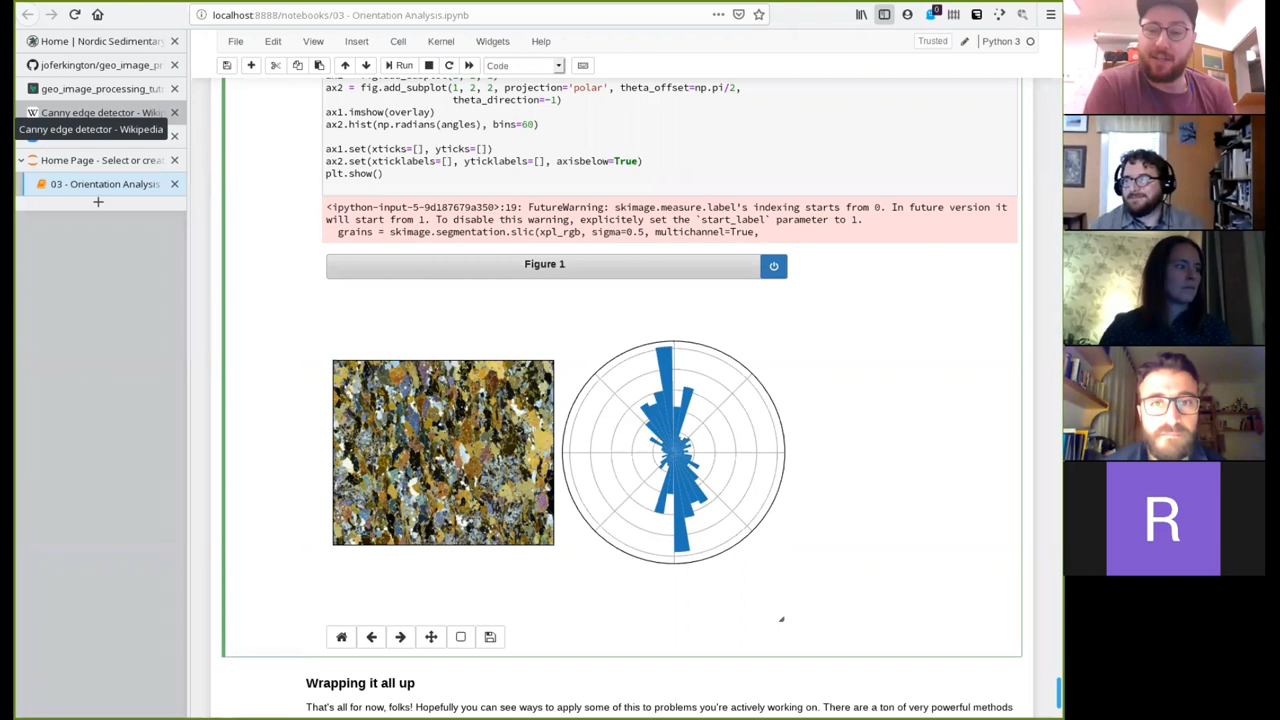 localhost:8888/notebooks/03 - Orientation Analysis.ipynb
Home | Nordic Sedimentary
joferkington/geo_image_pr
geo_image_processing_tuto
Canny edge detector - Wiki
Canny edge detector - Wikipedia
Home Page - Select or crea
03 - Orientation Analysis
File Edit View Insert Cell Kernel Widgets Help
Trusted
Python 3
Run
Code
ax2 = fig.add_subplot(1, 2, 2, projection='polar', theta_offset=np.pi/2,
theta_direction=-1)
ax1.imshow(overlay)
ax2.hist(np.radians(angles), bins=60)
ax1.set(xticks=[], yticks=[])
ax2.set(xticklabels=[], yticklabels=[], axisbelow=True)
plt.show()
<ipython-input-5-9d187679a350>:19: FutureWarning: skimage.measure.label's indexing starts from 0. In future version it
will start from 1. To disable this warning, explicitely set the `start_label` parameter to 1.
grains = skimage.segmentation.slic(xpl_rgb, sigma=0.5, multichannel=True,
Figure 1
Wrapping it all up
That's all for now, folks! Hopefully you can see ways to apply some of this to problems you're actively working on. There are a ton of very powerful methods
0
R